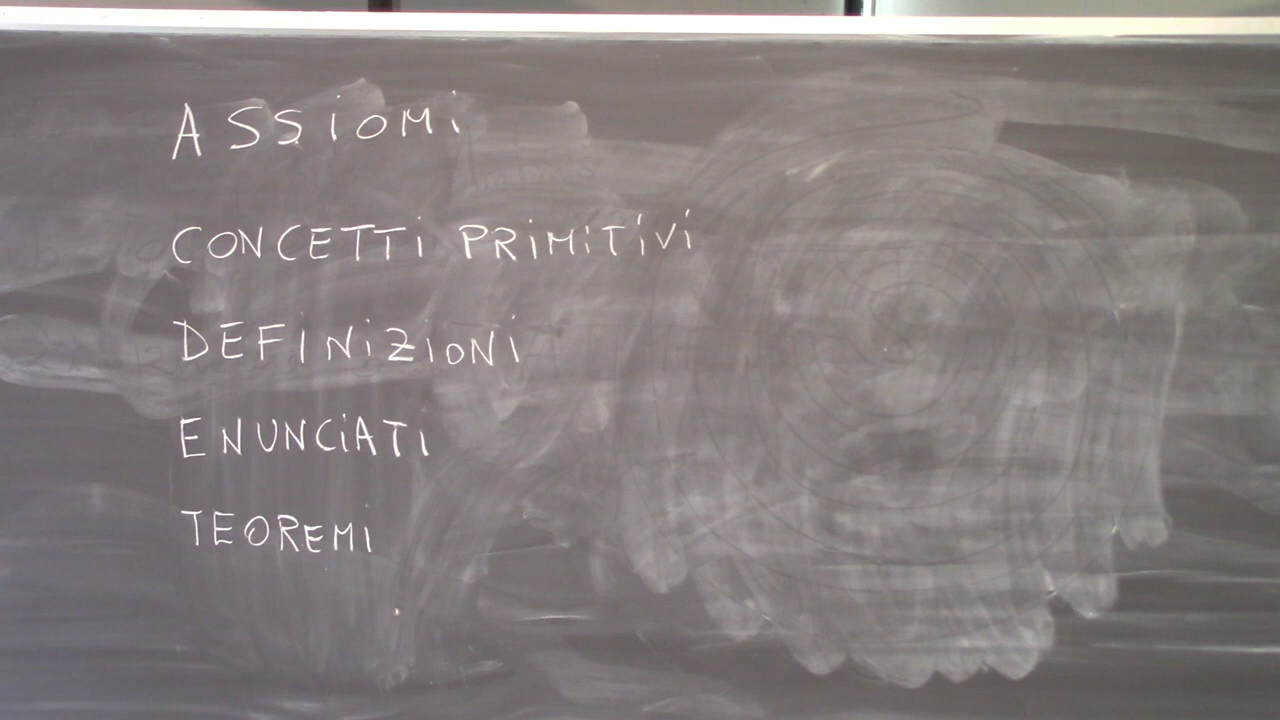 ASSIOMI
CONCETTI PRIMITIVI
DEFINIZIONI
ENUNCIATI
TEOREMI